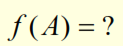 f(A) = ?